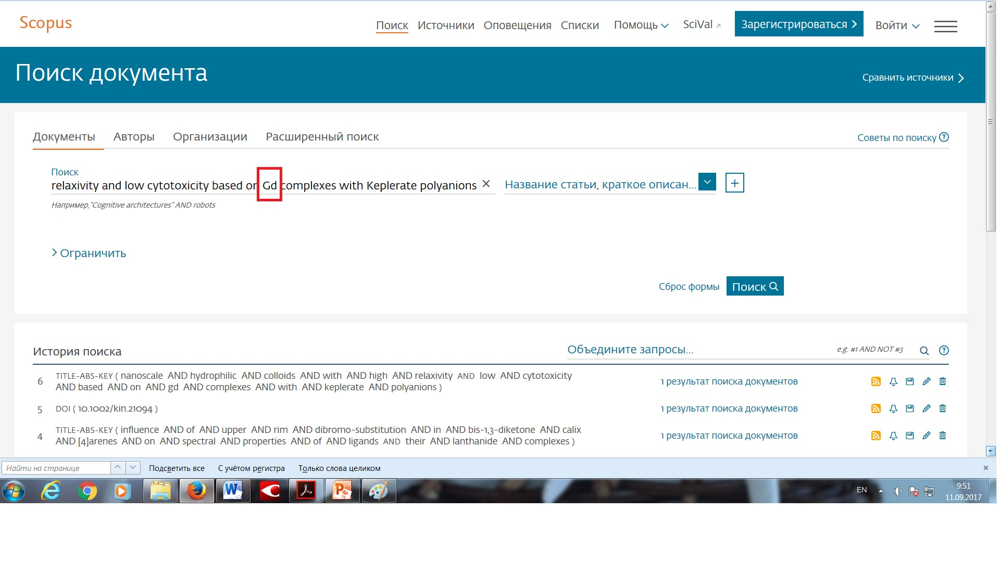 Scopus
Поиск Источники Оповещения Списки Помощь SciVal Зарегистрироваться Войти
Поиск документа
Сравнить источники
Документы Авторы Организации Расширенный поиск
Советы по поиску
Поиск
relaxivity and low cytotoxicity based on Gd complexes with Keplerate polyanions
Название статьи, краткое описан...
Например,"Cognitive architectures" AND robots
Ограничить
Сброс формы Поиск
История поиска
Объедините запросы... e.g. #1 AND NOT #3
6 TITLE-ABS-KEY ( nanoscale AND hydrophilic AND colloids AND with AND high AND relaxivity AND low AND cytotoxicity
AND based AND on AND gd AND complexes AND with AND keplerate AND polyanions )
1 результат поиска документов
5 DOI ( 10.1002/kin.21094 )
1 результат поиска документов
4 TITLE-ABS-KEY ( influence AND of AND upper AND rim AND dibromo-substitution AND in AND bis-1,3-diketone AND calix
AND [4]arenes AND on AND spectral AND properties AND of AND ligands AND their AND lanthanide AND complexes )
1 результат поиска документов
Найти на странице Подсветить все С учётом регистра Только слова целиком
EN
9:51
11.09.2017